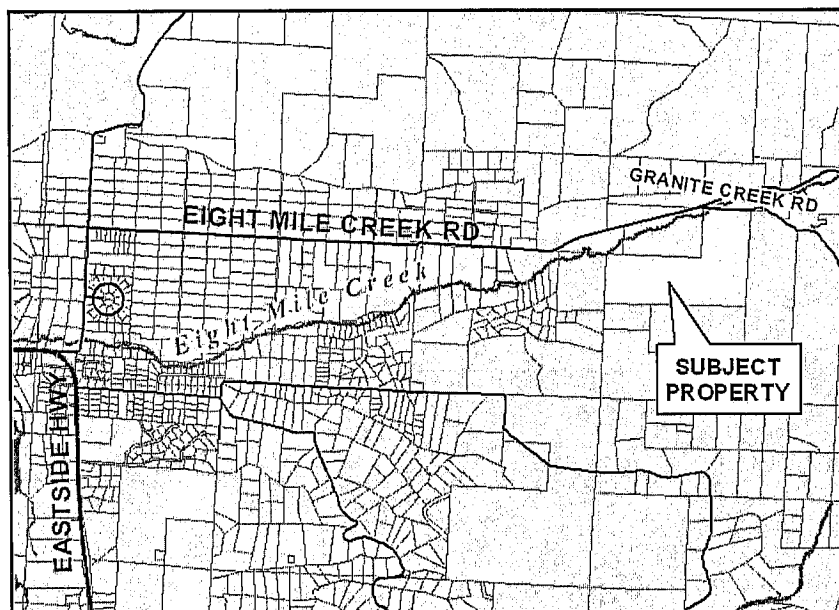 GRANITE CREEK RD
EIGHT MILE CREEK RD
Eight Mile Creek
SUBJECT
PROPERTY
EASTSIDE HWY